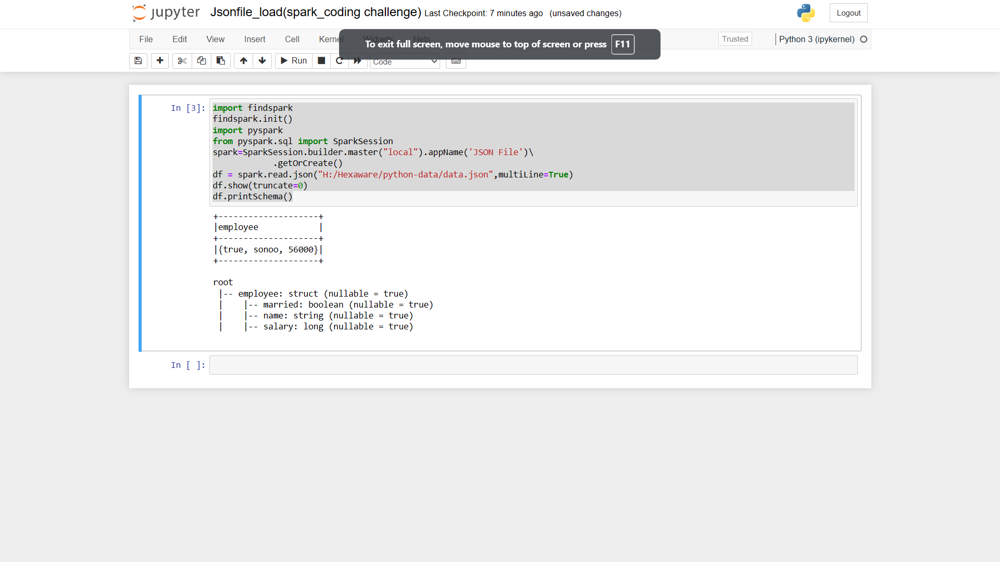 jupyter Jsonfile_load(spark_coding challenge) Last Checkpoint: 7 minutes ago (unsaved changes) Logout
File Edit View Insert Cell Kernel Widgets Help Trusted Python 3 (ipykernel)
To exit full screen, move mouse to top of screen or press F11
Run Code
In [3]: import findspark
findspark.init()
import pyspark
from pyspark.sql import SparkSession
spark=SparkSession.builder.master("local").appName('JSON File')\
            .getOrCreate()
df = spark.read.json("H:/Hexaware/python-data/data.json",multiLine=True)
df.show(truncate=0)
df.printSchema()
+--------------------+
|employee            |
+--------------------+
|{true, sonoo, 56000}|
+--------------------+
root
 |-- employee: struct (nullable = true)
 |    |-- married: boolean (nullable = true)
 |    |-- name: string (nullable = true)
 |    |-- salary: long (nullable = true)
In [ ]: